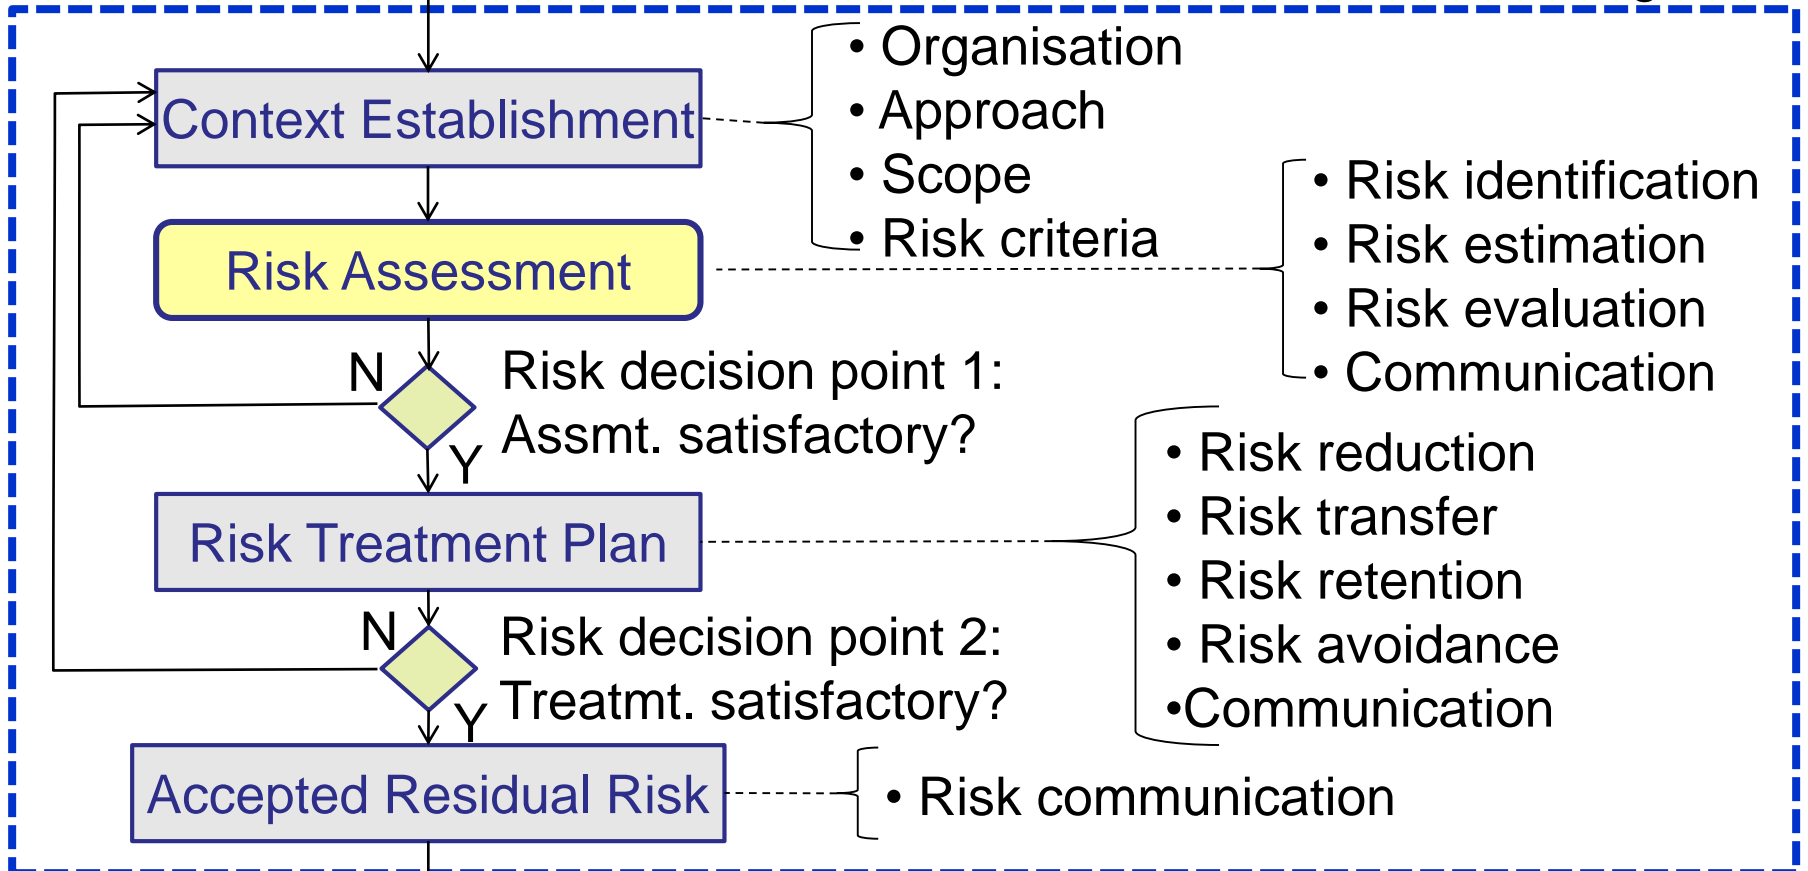 Context Establishment
• Organisation
• Approach
• Scope
• Risk criteria
Risk Assessment
• Risk identification
• Risk estimation
• Risk evaluation
• Communication
N
Y
Risk decision point 1:
Assmt. satisfactory?
Risk Treatment Plan
• Risk reduction
• Risk transfer
• Risk retention
• Risk avoidance
•Communication
N
Y
Risk decision point 2:
Treatmt. satisfactory?
Accepted Residual Risk
• Risk communication